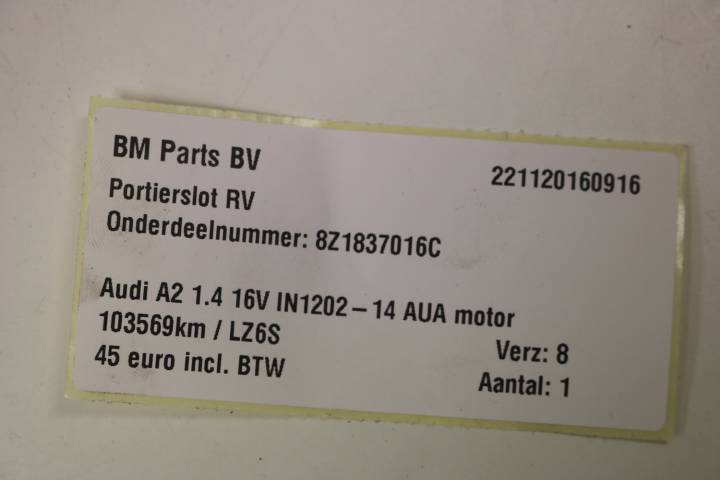 BM Parts BV
221120160916
Portierslot RV
Onderdeelnummer: 8Z1837016C
Audi A2 1.4 16V IN1202 – 14 AUA motor
103569km / LZ6S
Verz: 8
45 euro incl. BTW
Aantal: 1